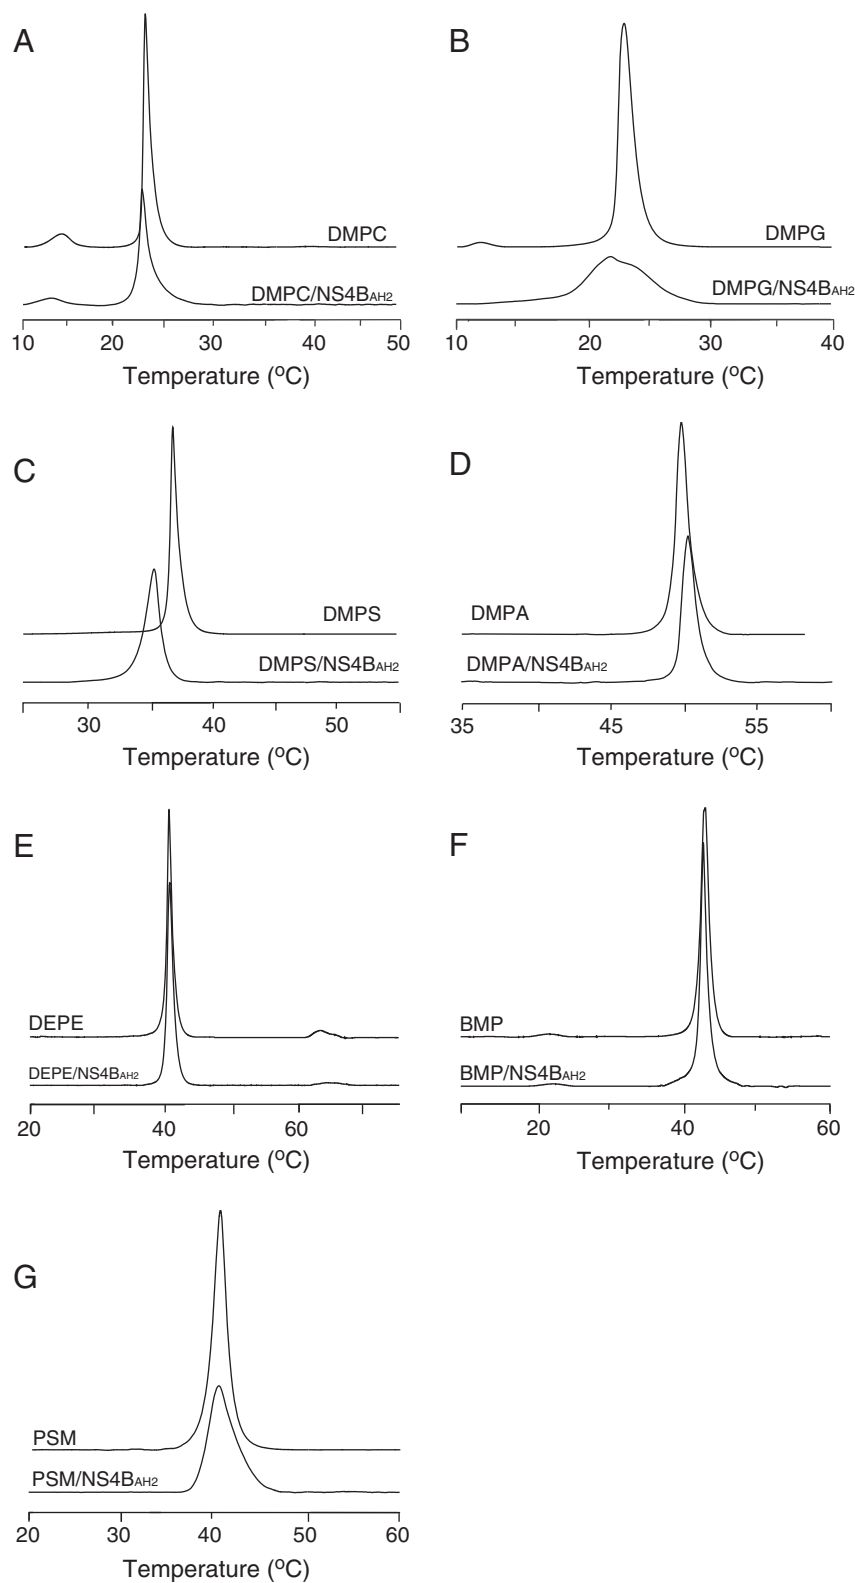 A
DMPC
DMPC/NS4BAH2
10 20 30 40 50
Temperature (ºC)
B
DMPG
DMPG/NS4BAH2
10 20 30 40
Temperature (ºC)
C
DMPS
DMPS/NS4BAH2
30 40 50
Temperature (ºC)
D
DMPA
DMPA/NS4BAH2
35 45 55
Temperature (ºC)
E
DEPE
DEPE/NS4BAH2
20 40 60
Temperature (ºC)
F
BMP
BMP/NS4BAH2
20 40 60
Temperature (ºC)
G
PSM
PSM/NS4BAH2
20 30 40 50 60
Temperature (ºC)